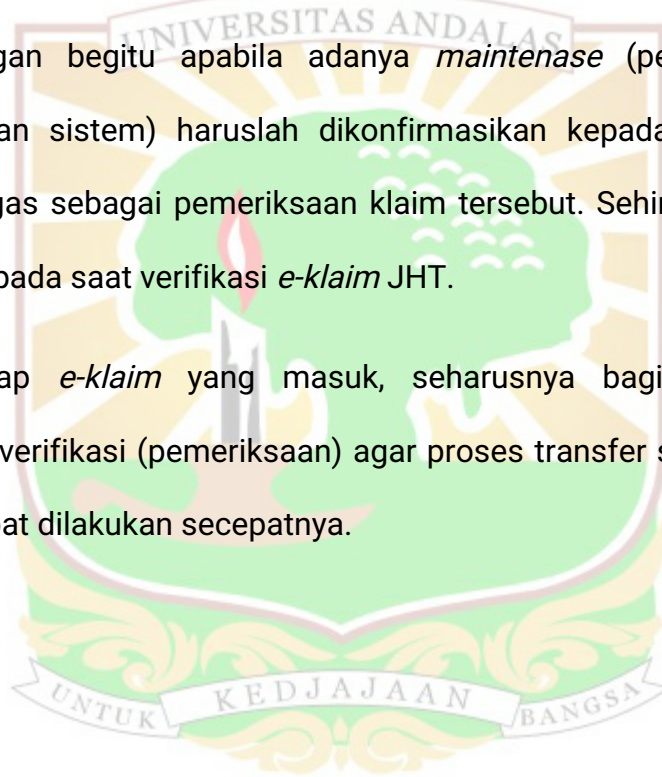 UNIVERSITAS ANDALAS
gan begitu apabila adanya maintenase (pe
an sistem) haruslah dikonfirmasikan kepada
gas sebagai pemeriksaan klaim tersebut. Sehi
pada saat verifikasi e-klaim JHT.
ap e-klaim yang masuk, seharusnya bagi
verifikasi (pemeriksaan) agar proses transfer s
at dilakukan secepatnya.
UNTUK KEDJAJAAN BANGSA